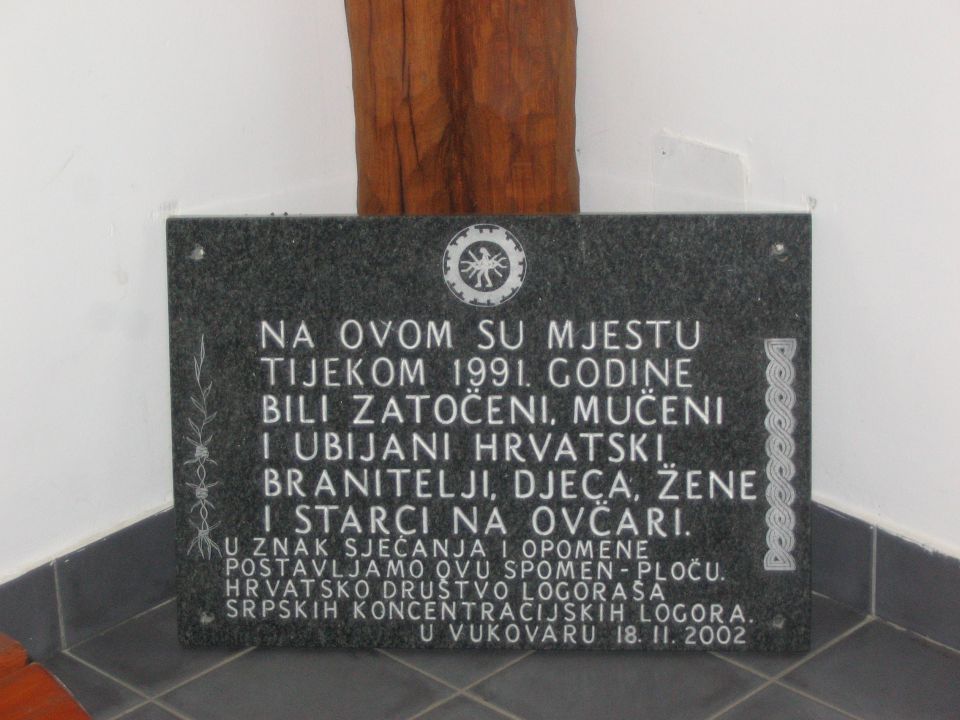 NA OVOM SU MJESTU
TIJEKOM 1991. GODINE
BILI ZATOČENI, MUČENI
I UBIJANI HRVATSKI
BRANITELJI, DJECA, ŽENE
I STARCI NA OVČARI.
U ZNAK SJEĆANJA I OPOMENE
POSTAVLJAMO OVU SPOMEN-PLOČU.
HRVATSKO DRUŠTVO LOGORAŠA
SRPSKIH KONCENTRACIJSKIH LOGORA.
U VUKOVARU 18. 11. 2002